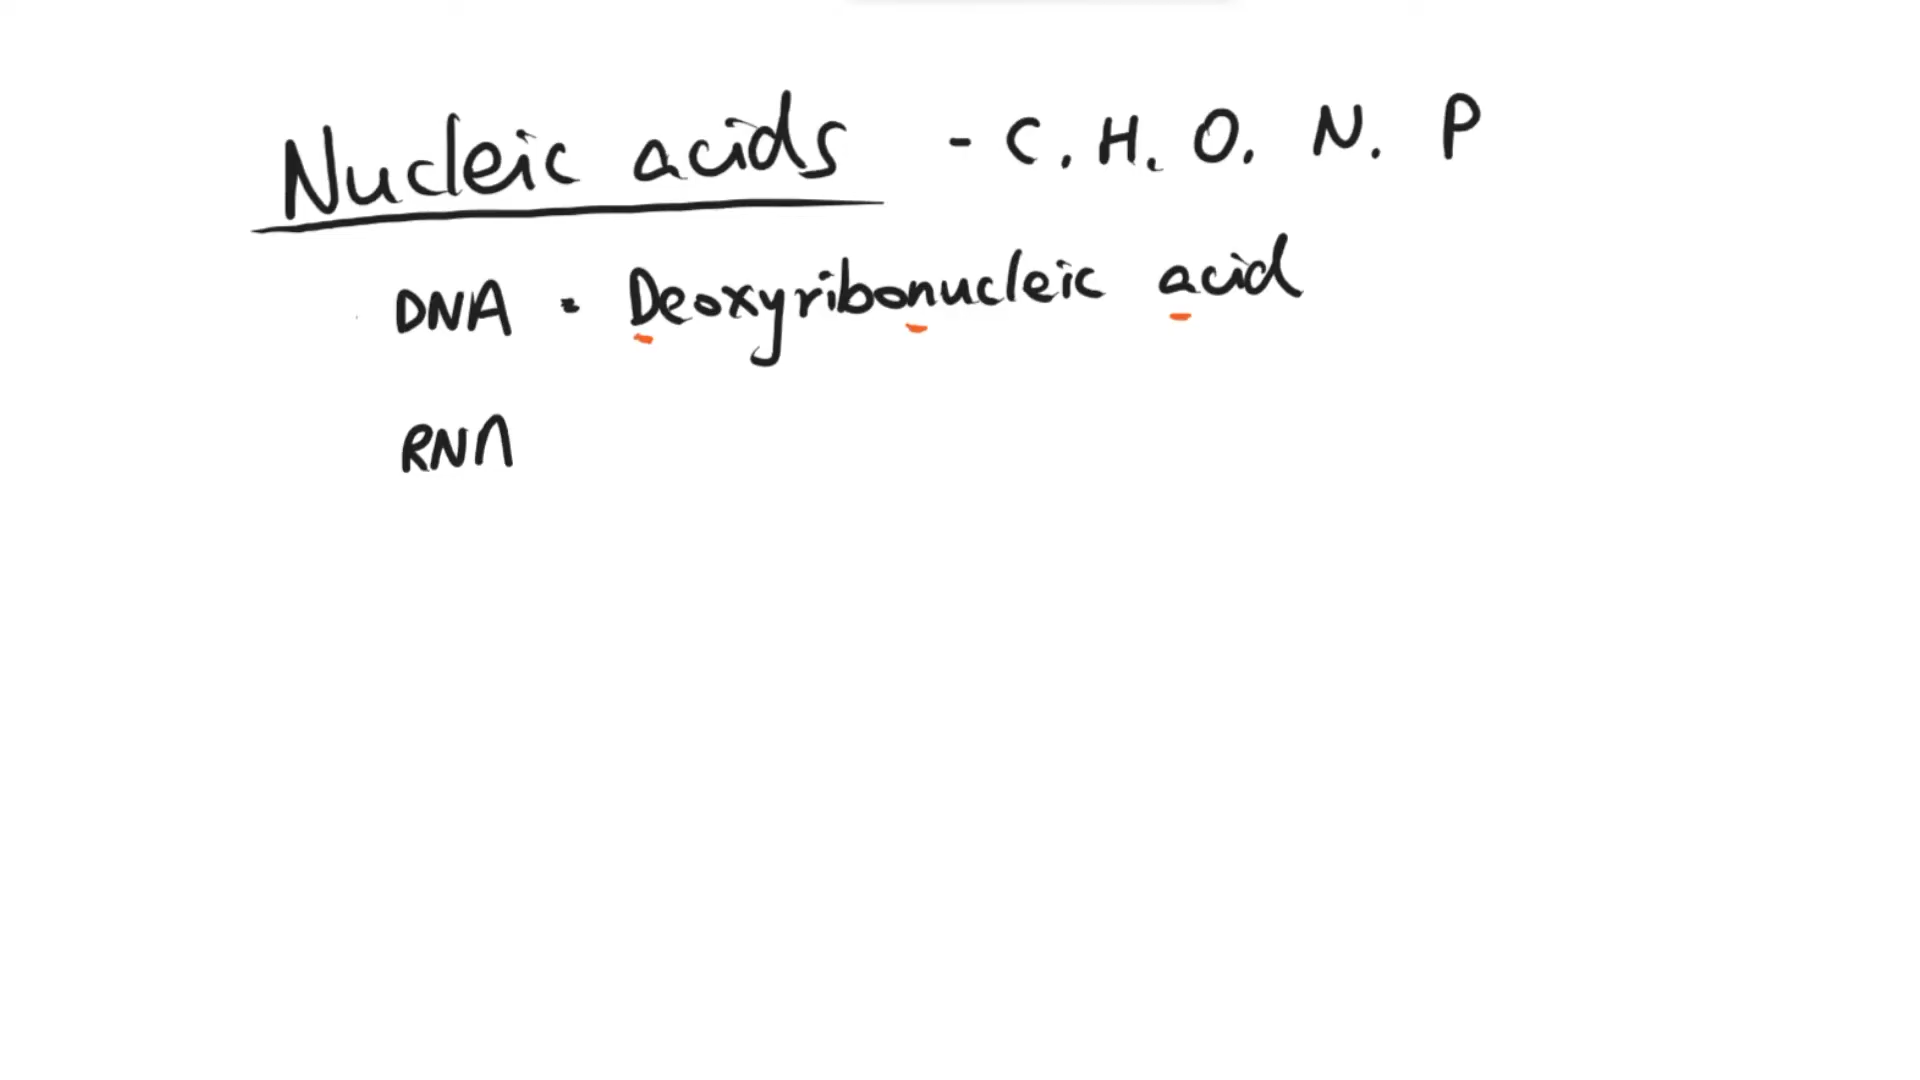 Nucleic acids - C. H. O. N. P
DNA = Deoxyribonucleic acid
RNA